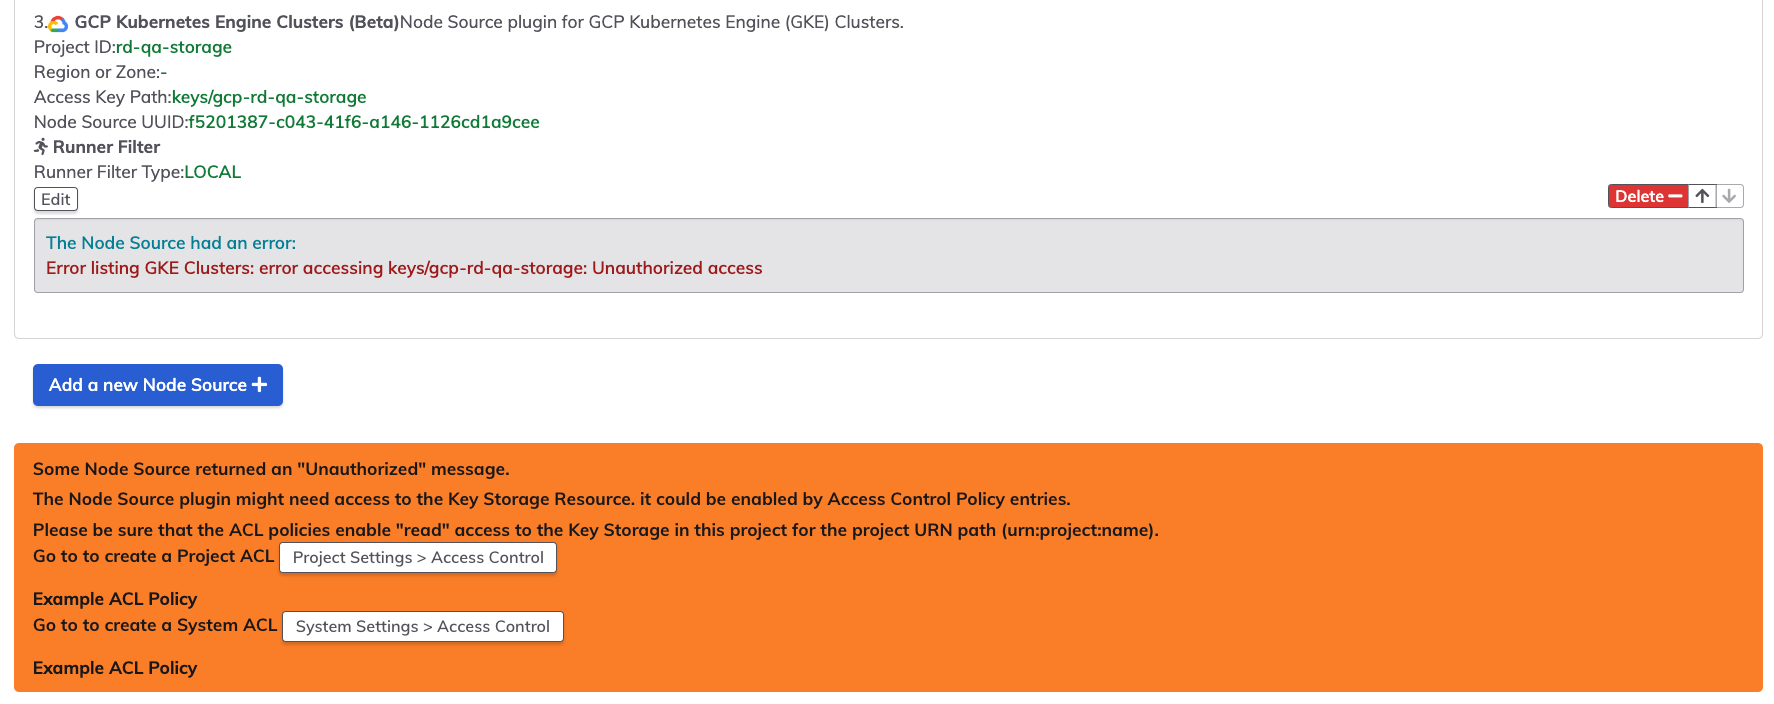 3. GCP Kubernetes Engine Clusters (Beta)Node Source plugin for GCP Kubernetes Engine (GKE) Clusters.
Project ID:rd-qa-storage
Region or Zone:-
Access Key Path:keys/gcp-rd-qa-storage
Node Source UUID:f5201387-c043-41f6-a146-1126cd1a9cee
Runner Filter
Runner Filter Type:LOCAL
Edit
Delete
The Node Source had an error:
Error listing GKE Clusters: error accessing keys/gcp-rd-qa-storage: Unauthorized access
Add a new Node Source
Some Node Source returned an "Unauthorized" message.
The Node Source plugin might need access to the Key Storage Resource. it could be enabled by Access Control Policy entries.
Please be sure that the ACL policies enable "read" access to the Key Storage in this project for the project URN path (urn:project:name).
Go to to create a Project ACL Project Settings > Access Control
Example ACL Policy
Go to to create a System ACL System Settings > Access Control
Example ACL Policy